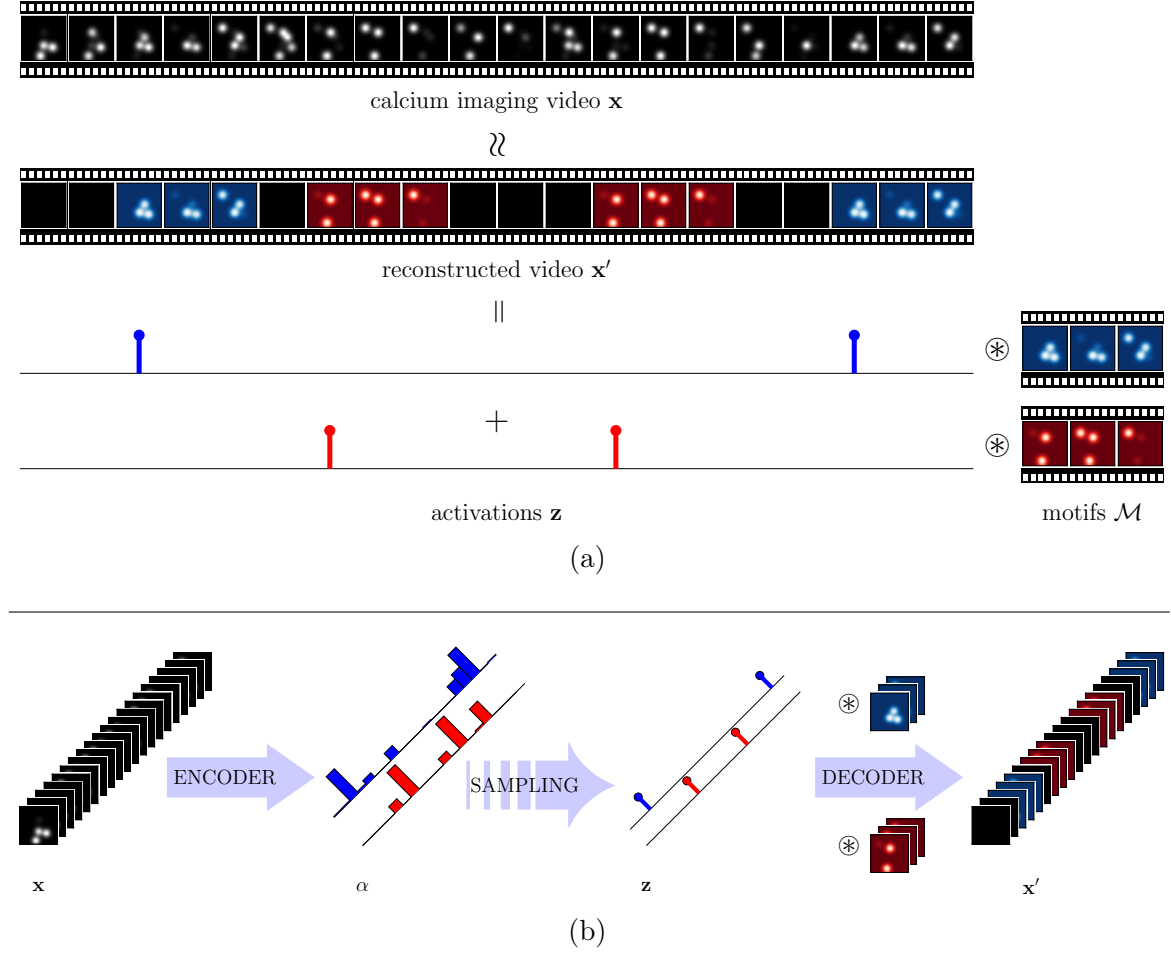 calcium imaging video x
≈
reconstructed video x′
=
⊛
+
⊛
activations z
motifs ℳ
(a)
⊛
ENCODER
SAMPLING
DECODER
⊛
x
α
z
x′
(b)